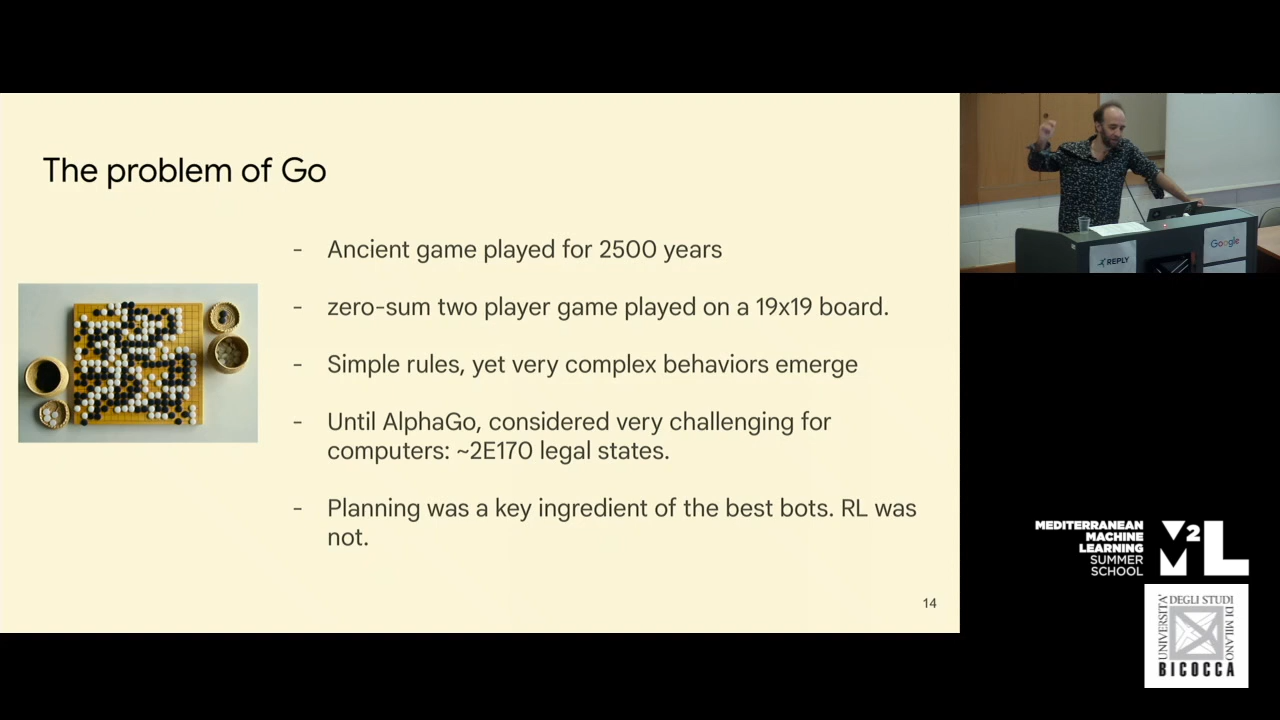 The problem of Go
- Ancient game played for 2500 years
- zero-sum two player game played on a 19x19 board.
- Simple rules, yet very complex behaviors emerge
- Until AlphaGo, considered very challenging for
computers: ~2E170 legal states.
- Planning was a key ingredient of the best bots. RL was
not.
14
REPLY
Google
MEDITERRANEAN
MACHINE
LEARNING
SUMMER
SCHOOL
M2L
UNIVERSITA'
DEGLI STUDI
DI MILANO
BICOCCA